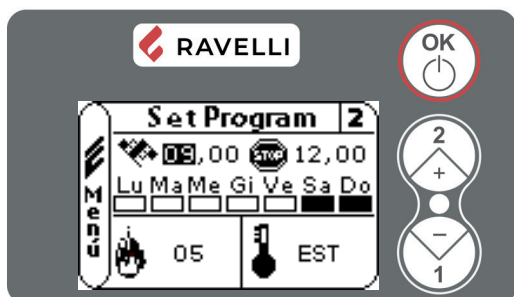 RAVELLI
OK
Set Program 2
09,00 STOP 12,00
Lu Ma Me Gi Ve Sa Do
Menú
05 EST
2
+
−
1